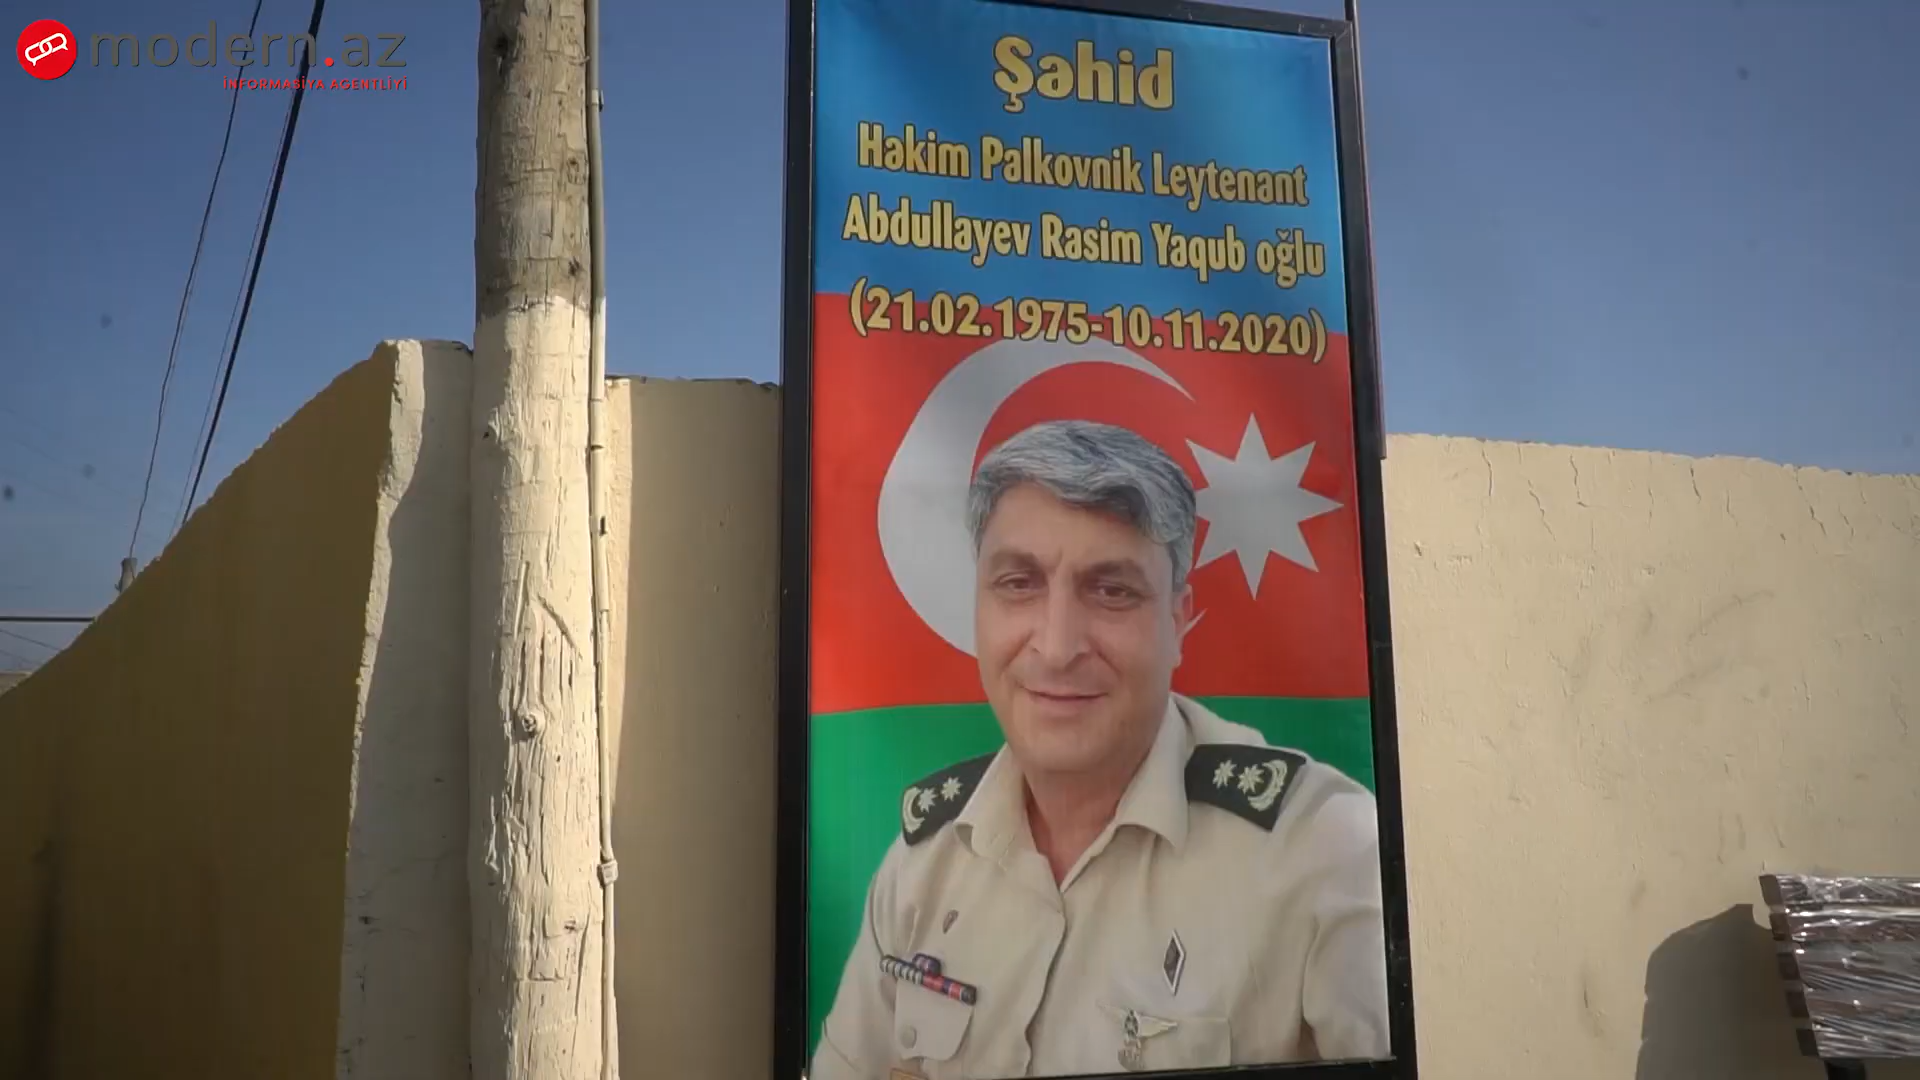 modern.az
İNFORMASİYA AGENTLİYİ
Şəhid
Həkim Palkovnik Leytenant
Abdullayev Rasim Yaqub oğlu
(21.02.1975-10.11.2020)